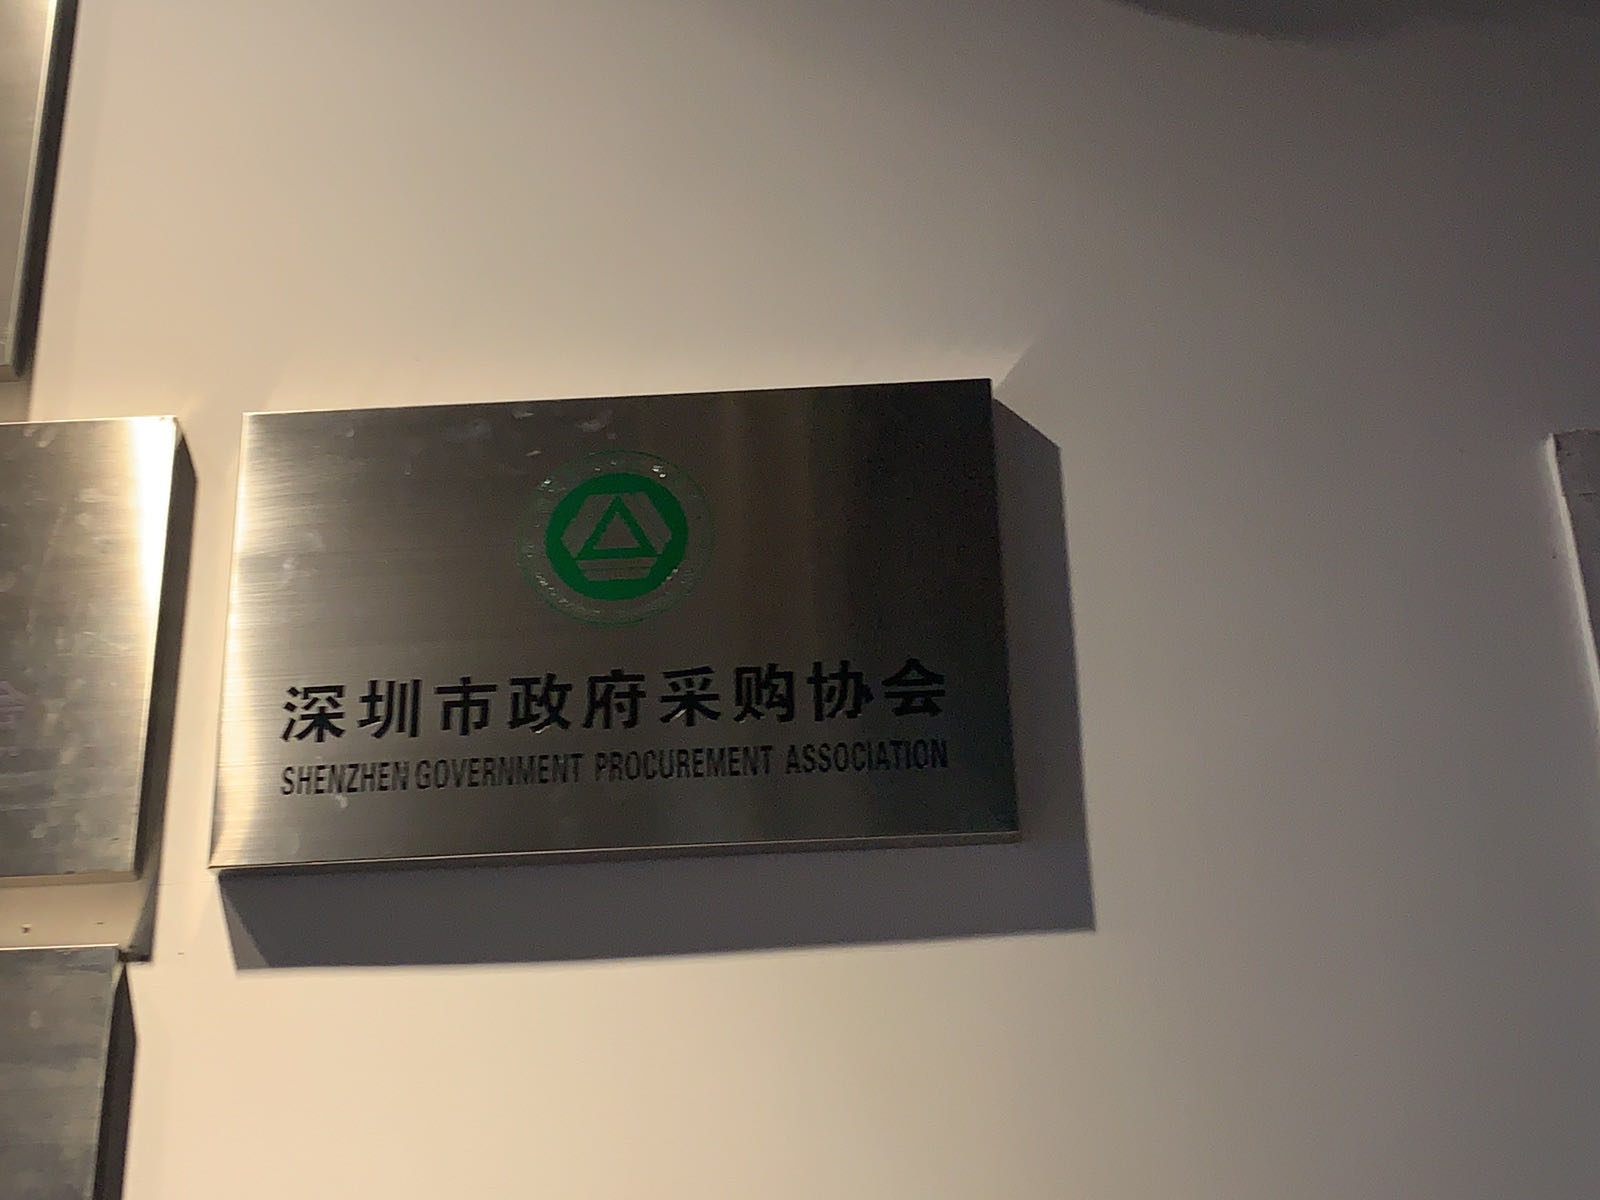 深圳市政府采购协会
SHENZHEN GOVERNMENT PROCUREMENT ASSOCIATION